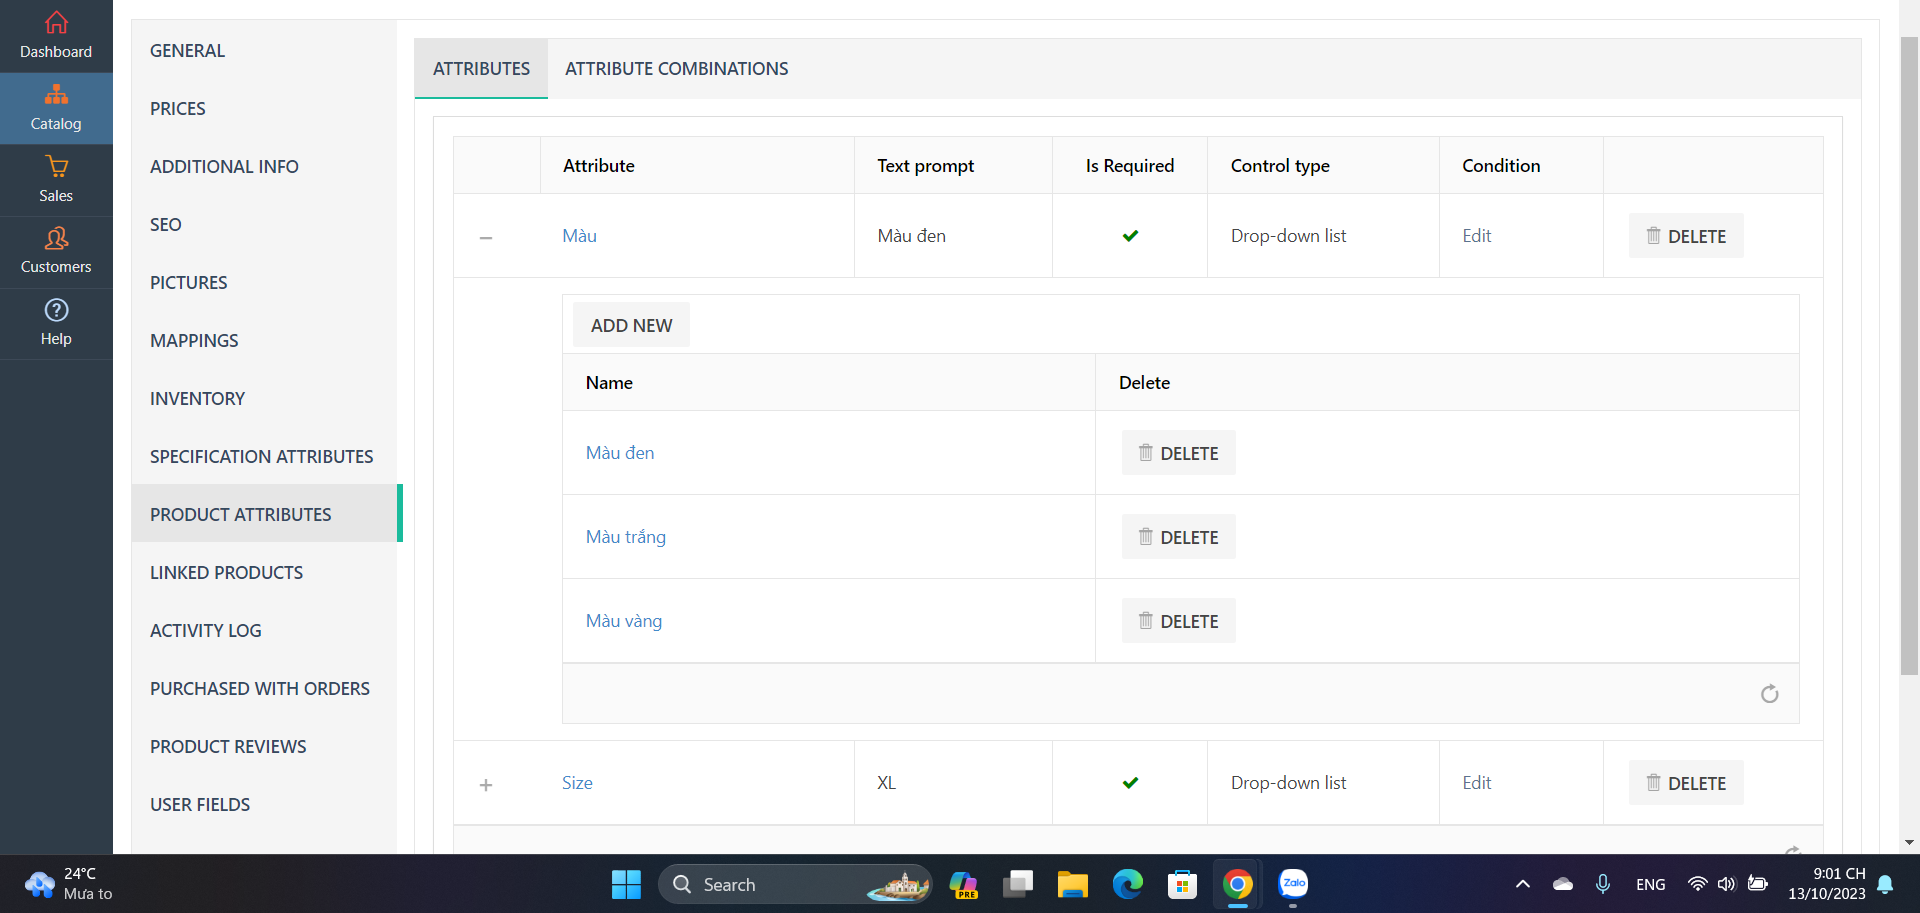 Dashboard
Catalog
Sales
Customers
Help
GENERAL
PRICES
ADDITIONAL INFO
SEO
PICTURES
MAPPINGS
INVENTORY
SPECIFICATION ATTRIBUTES
PRODUCT ATTRIBUTES
LINKED PRODUCTS
ACTIVITY LOG
PURCHASED WITH ORDERS
PRODUCT REVIEWS
USER FIELDS
ATTRIBUTES ATTRIBUTE COMBINATIONS
Attribute Text prompt Is Required Control type Condition
Màu Màu đen Drop-down list Edit DELETE
ADD NEW
Name Delete
Màu đen DELETE
Màu trắng DELETE
Màu vàng DELETE
Size XL Drop-down list Edit DELETE
24°C
Mưa to
Search
PRE
Zalo
ENG
9:01 CH
13/10/2023